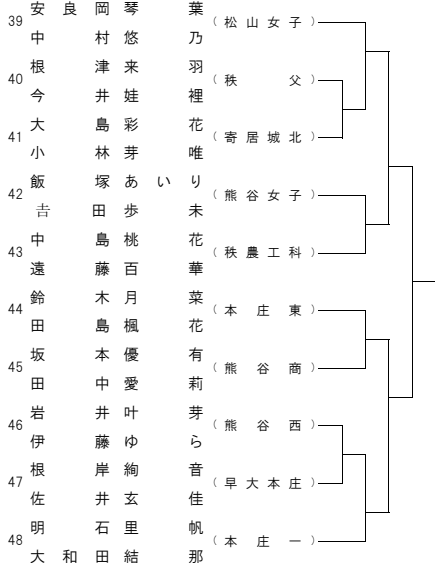 安良岡琴葉
39 (松山女子)
中村悠乃
根津来羽
40 (秩父)
今井娃裡
大島彩花
41 (寄居城北)
小林芽唯
飯塚あいり
42 (熊谷女子)
𠮷田歩未
中島桃花
43 (秩農工科)
遠藤百華
鈴木月菜
44 (本庄東)
田島楓花
坂本優有
45 (熊谷商)
田中愛莉
岩井叶芽
46 (熊谷西)
伊藤ゆら
根岸絢音
47 (早大本庄)
佐井玄佳
明石里帆
48 (本庄一)
大和田結那